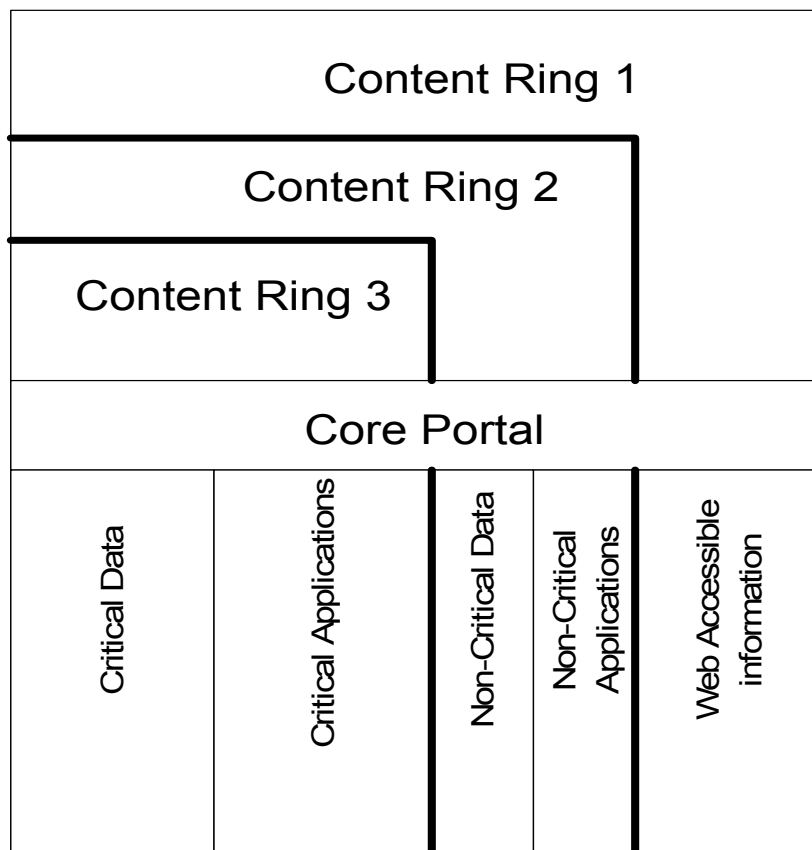 Content Ring 1
Content Ring 2
Content Ring 3
Core Portal
Critical Data
Critical Applications
Non-Critical Data
Non-Critical
Applications
Web Accessible
information